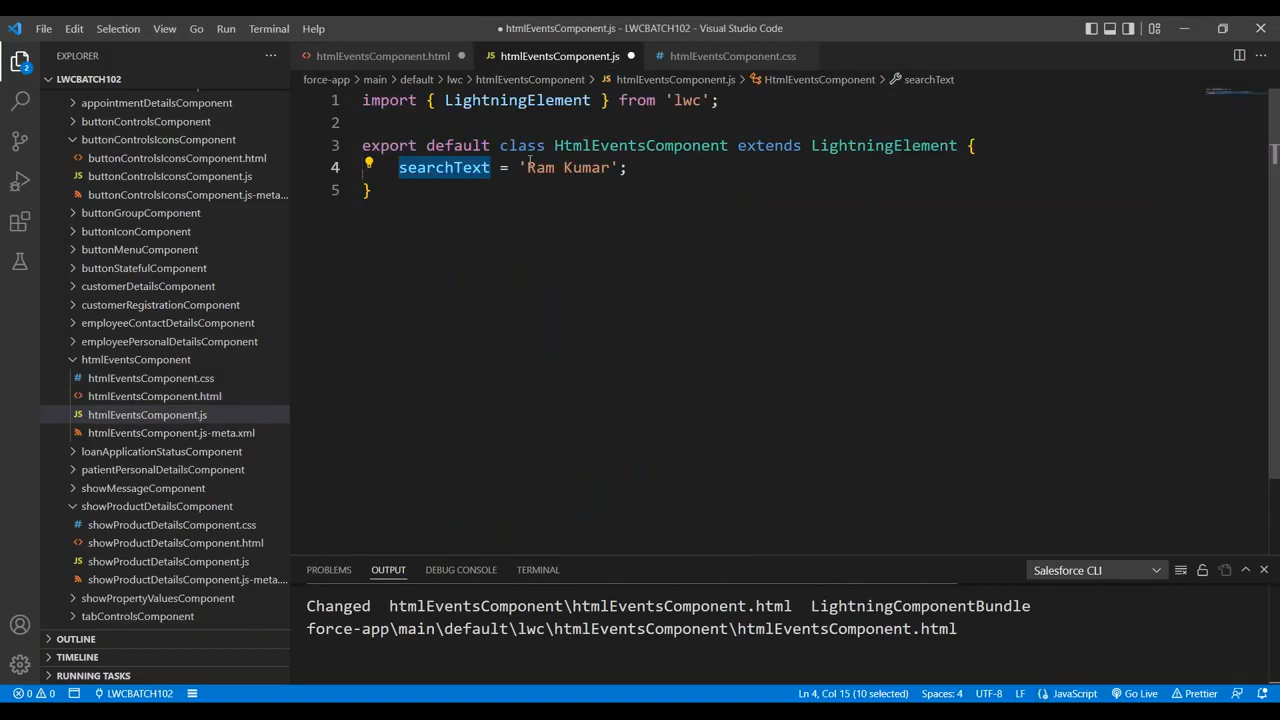 File Edit Selection View Go Run Terminal Help
● htmlEventsComponent.js - LWCBATCH102 - Visual Studio Code
EXPLORER
htmlEventsComponent.html
JS htmlEventsComponent.js
# htmlEventsComponent.css
2
LWCBATCH102
force-app > main > default > lwc > htmlEventsComponent > JS htmlEventsComponent.js > HtmlEventsComponent > searchText
1 import { LightningElement } from 'lwc';
2
3 export default class HtmlEventsComponent extends LightningElement {
4 searchText = 'Ram Kumar';
5 }
appointmentDetailsComponent
buttonControlsComponent
buttonControlsIconsComponent
buttonControlsIconsComponent.html
JS buttonControlsIconsComponent.js
buttonControlsIconsComponent.js-meta...
buttonGroupComponent
buttonIconComponent
buttonMenuComponent
buttonStatefulComponent
customerDetailsComponent
customerRegistrationComponent
employeeContactDetailsComponent
employeePersonalDetailsComponent
htmlEventsComponent
# htmlEventsComponent.css
htmlEventsComponent.html
JS htmlEventsComponent.js
htmlEventsComponent.js-meta.xml
loanApplicationStatusComponent
patientPersonalDetailsComponent
showMessageComponent
showProductDetailsComponent
# showProductDetailsComponent.css
showProductDetailsComponent.html
JS showProductDetailsComponent.js
showProductDetailsComponent.js-meta....
showPropertyValuesComponent
tabControlsComponent
OUTLINE
TIMELINE
RUNNING TASKS
PROBLEMS OUTPUT DEBUG CONSOLE TERMINAL
Salesforce CLI
Changed htmlEventsComponent\htmlEventsComponent.html LightningComponentBundle
force-app\main\default\lwc\htmlEventsComponent\htmlEventsComponent.html
0 0 LWCBATCH102
Ln 4, Col 15 (10 selected) Spaces: 4 UTF-8 LF JavaScript Go Live Prettier